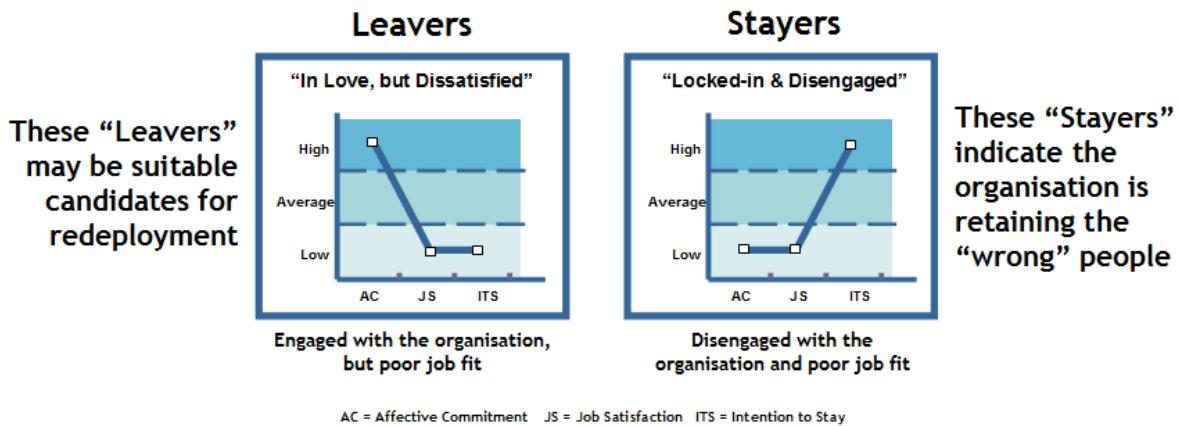 Leavers
Stayers
These “Leavers”
may be suitable
candidates for
redeployment
“In Love, but Dissatisfied”
High
Average
Low
AC JS ITS
Engaged with the organisation,
but poor job fit
“Locked-in & Disengaged”
High
Average
Low
AC JS ITS
Disengaged with the
organisation and poor job fit
These “Stayers”
indicate the
organisation is
retaining the
“wrong” people
AC = Affective Commitment JS = Job Satisfaction ITS = Intention to Stay